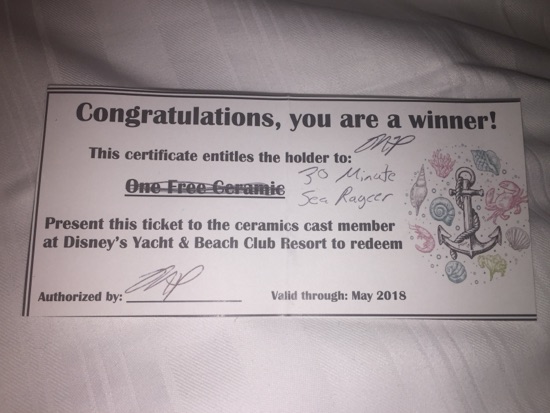 Congratulations, you are a winner!
This certificate entitles the holder to:
One Free Ceramic
30 Minute
Sea Rayeer
Present this ticket to the ceramics cast member
at Disney's Yacht & Beach Club Resort to redeem
Authorized by:
Valid through: May 2018